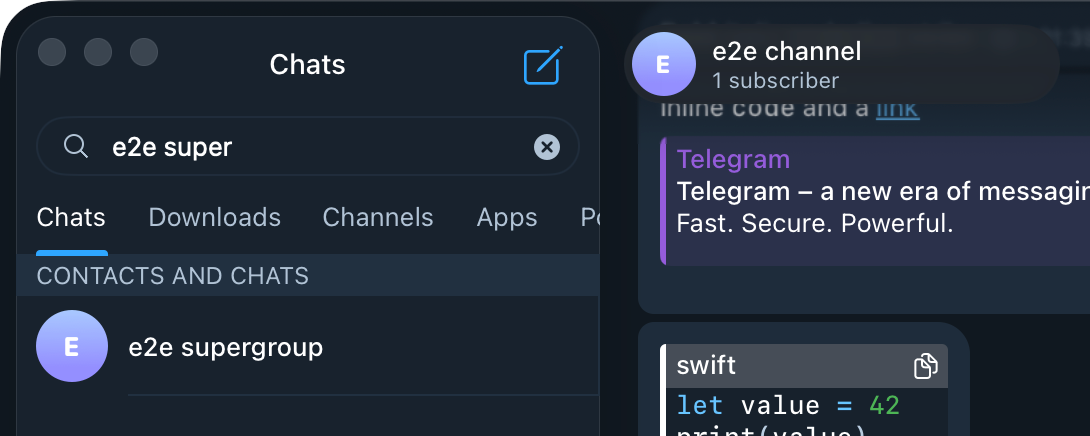 Chats
e2e super
Chats Downloads Channels Apps
CONTACTS AND CHATS
E
e2e supergroup
E
e2e channel
1 subscriber
inline code and a link
Telegram
Telegram – a new era of
Fast. Secure. Powerful.
swift
let value = 42
print(value)